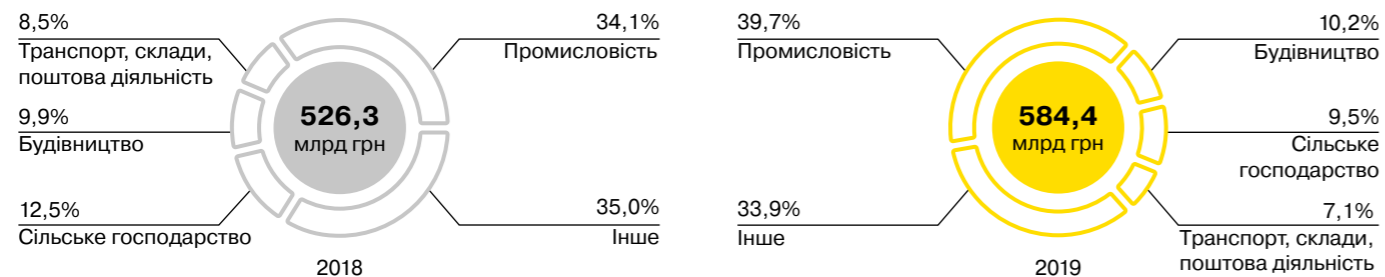 8,5%
Транспорт, склади,
поштова діяльність
9,9%
Будівництво
12,5%
Сільське господарство
526,3
млрд грн
34,1%
Промисловість
35,0%
Інше
2018
39,7%
Промисловість
33,9%
Інше
584,4
млрд грн
10,2%
Будівництво
9,5%
Сільське
господарство
7,1%
Транспорт, склади,
поштова діяльність
2019